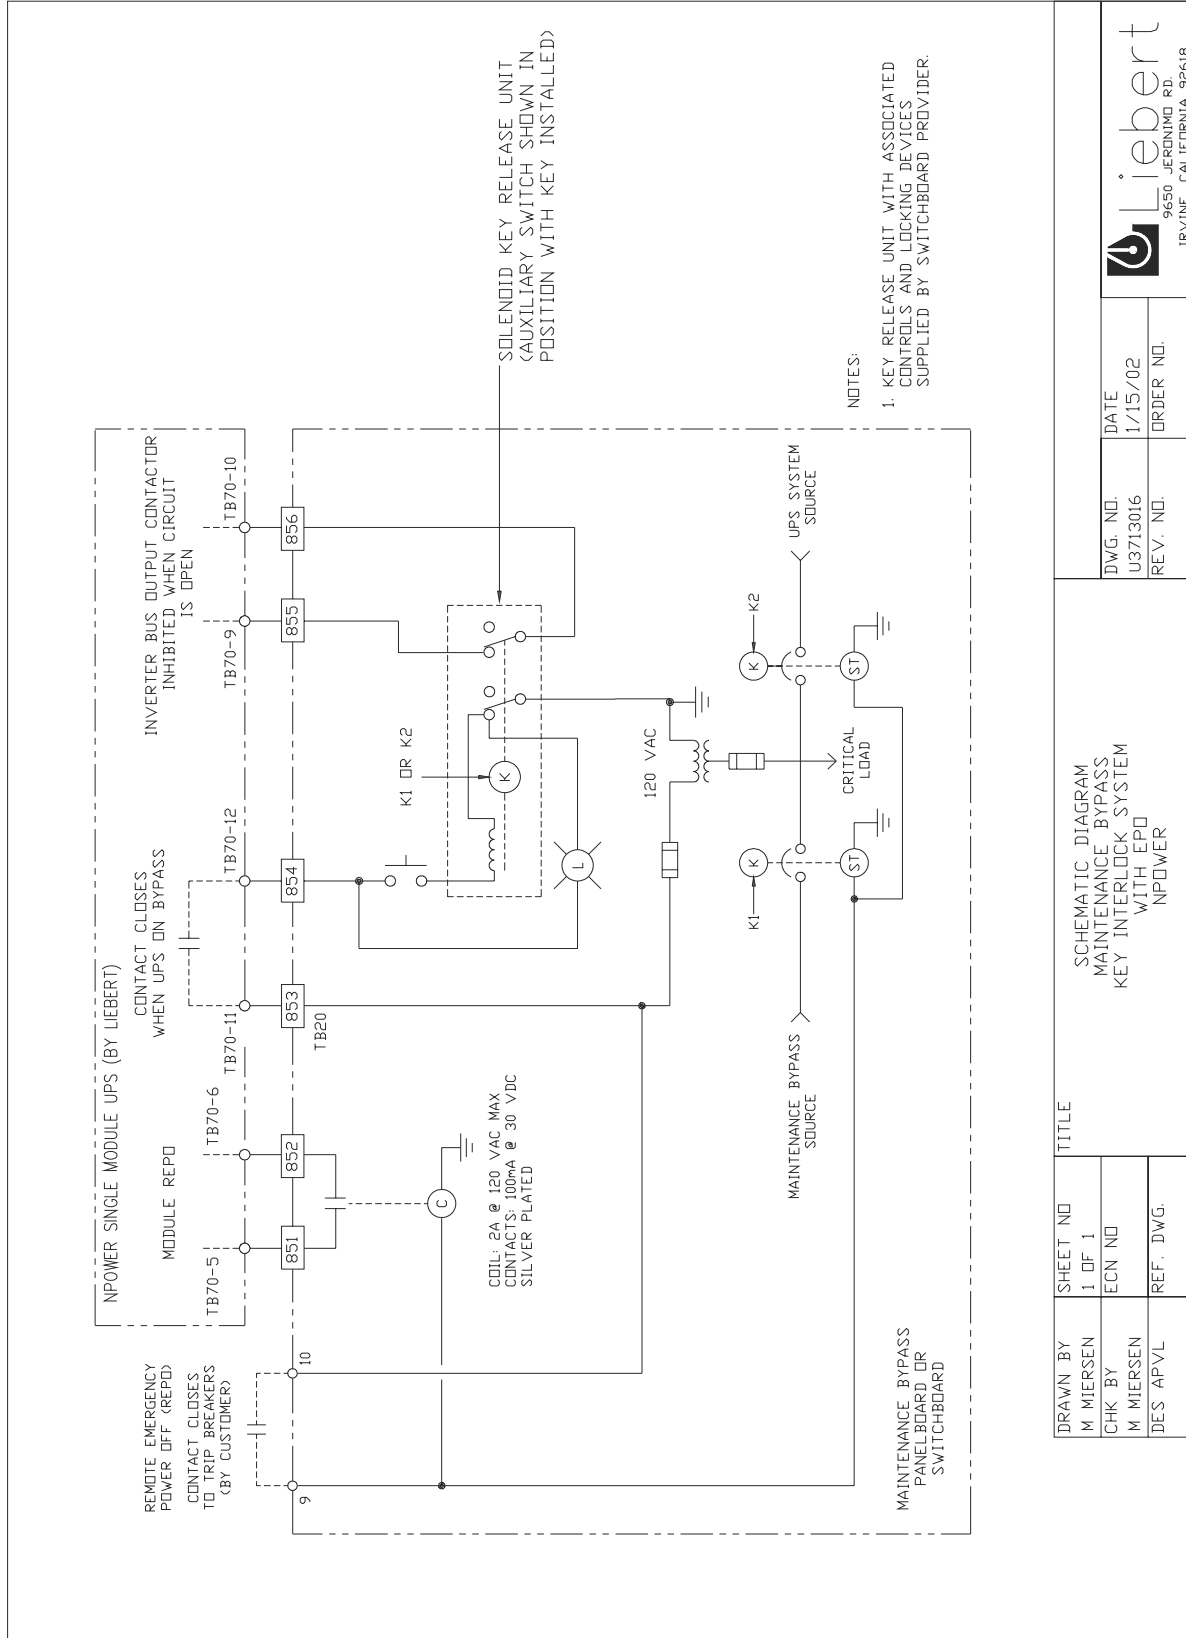 REMOTE EMERGENCY
POWER OFF (REPO)
CONTACT CLOSES
TO TRIP BREAKERS
(BY CUSTOMER)
9
10
NPOWER SINGLE MODULE UPS (BY LIEBERT)
MODULE REPO
TB70-5
TB70-6
CONTACT CLOSES
WHEN UPS ON BYPASS
TB70-11
TB70-12
INVERTER BUS OUTPUT CONTACTOR
INHIBITED WHEN CIRCUIT
IS OPEN
TB70-9
TB70-10
851
852
853
854
855
856
TB20
C
COIL: 2A @ 120 VAC MAX
CONTACTS: 100mA @ 30 VDC
SILVER PLATED
K1 OR K2
K
L
SOLENOID KEY RELEASE UNIT
(AUXILIARY SWITCH SHOWN IN
POSITION WITH KEY INSTALLED)
120 VAC
MAINTENANCE BYPASS
SOURCE
K1
K
ST
CRITICAL
LOAD
K
K2
ST
UPS SYSTEM
SOURCE
MAINTENANCE BYPASS
PANELBOARD OR
SWITCHBOARD
NOTES:
1. KEY RELEASE UNIT WITH ASSOCIATED
CONTROLS AND LOCKING DEVICES
SUPPLIED BY SWITCHBOARD PROVIDER.
DRAWN BY
M MIERSEN
CHK BY
M MIERSEN
DES APVL
SHEET NO
1 OF 1
ECN NO
REF. DWG.
TITLE
SCHEMATIC DIAGRAM
MAINTENANCE BYPASS
KEY INTERLOCK SYSTEM
WITH EPO
NPOWER
DWG. NO.
U3713016
REV. NO.
DATE
1/15/02
ORDER NO.
Liebert
9650 JERONIMO RD.
IRVINE, CALIFORNIA 92618